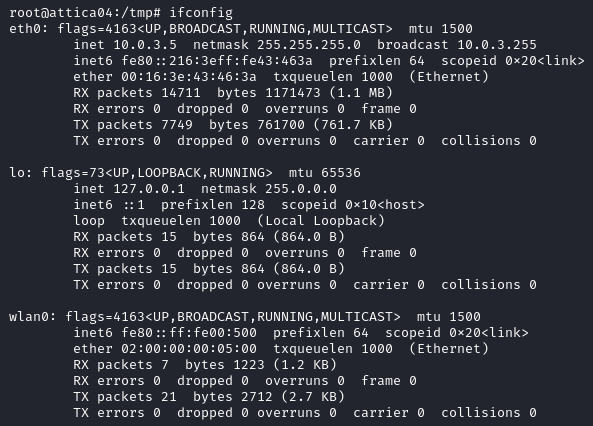 root@attica04:/tmp# ifconfig
eth0: flags=4163<UP,BROADCAST,RUNNING,MULTICAST>  mtu 1500
        inet 10.0.3.5  netmask 255.255.255.0  broadcast 10.0.3.255
        inet6 fe80::216:3eff:fe43:463a  prefixlen 64  scopeid 0×20<link>
        ether 00:16:3e:43:46:3a  txqueuelen 1000  (Ethernet)
        RX packets 14711  bytes 1171473 (1.1 MB)
        RX errors 0  dropped 0  overruns 0  frame 0
        TX packets 7749  bytes 761700 (761.7 KB)
        TX errors 0  dropped 0 overruns 0  carrier 0  collisions 0

lo: flags=73<UP,LOOPBACK,RUNNING>  mtu 65536
        inet 127.0.0.1  netmask 255.0.0.0
        inet6 ::1  prefixlen 128  scopeid 0×10<host>
        loop  txqueuelen 1000  (Local Loopback)
        RX packets 15  bytes 864 (864.0 B)
        RX errors 0  dropped 0  overruns 0  frame 0
        TX packets 15  bytes 864 (864.0 B)
        TX errors 0  dropped 0 overruns 0  carrier 0  collisions 0

wlan0: flags=4163<UP,BROADCAST,RUNNING,MULTICAST>  mtu 1500
        inet6 fe80::ff:fe00:500  prefixlen 64  scopeid 0×20<link>
        ether 02:00:00:00:05:00  txqueuelen 1000  (Ethernet)
        RX packets 7  bytes 1223 (1.2 KB)
        RX errors 0  dropped 0  overruns 0  frame 0
        TX packets 21  bytes 2712 (2.7 KB)
        TX errors 0  dropped 0 overruns 0  carrier 0  collisions 0